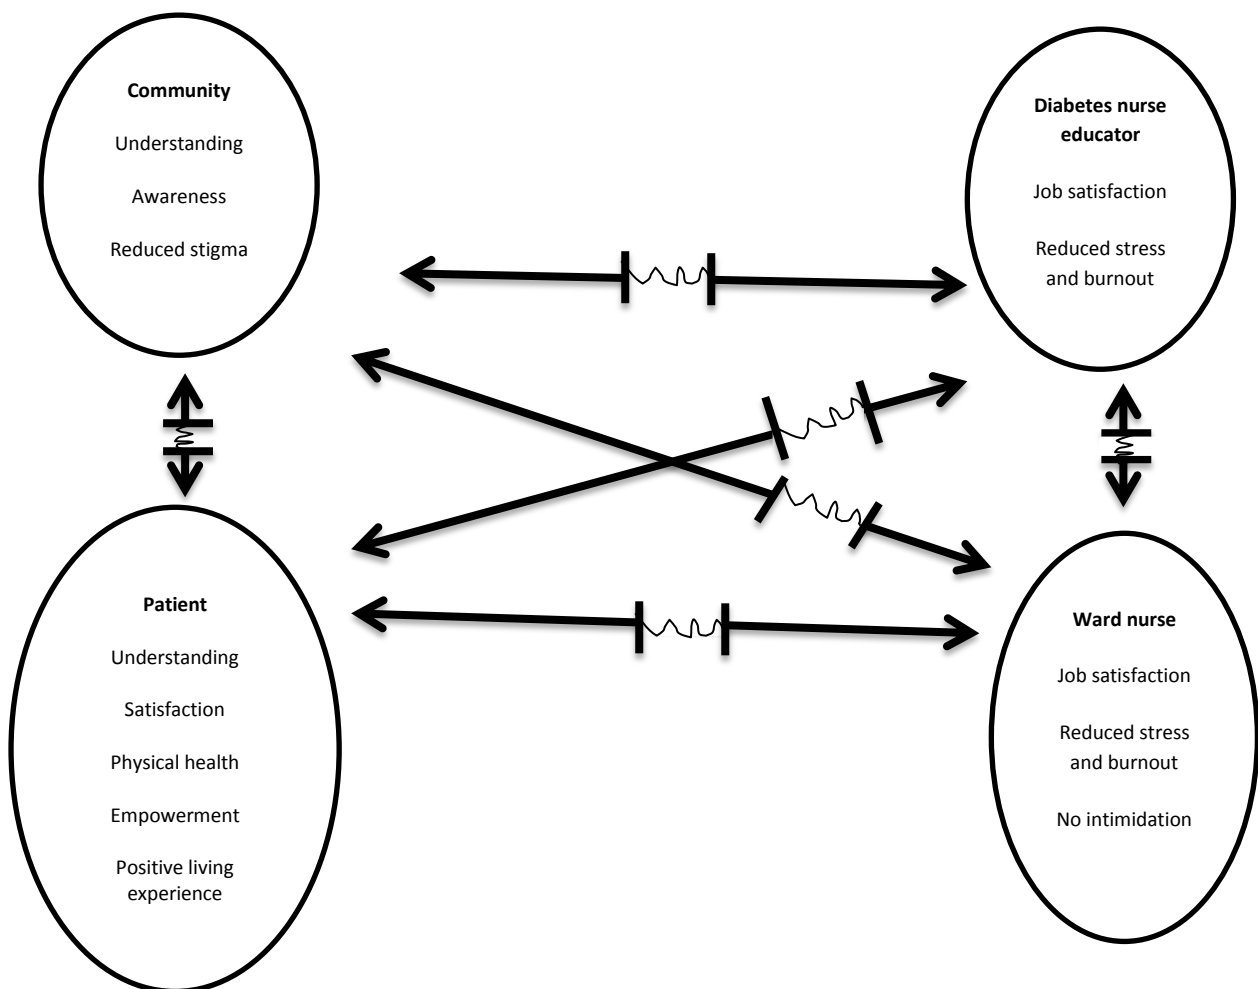 Community
Understanding
Awareness
Reduced stigma
Diabetes nurse
educator
Job satisfaction
Reduced stress
and burnout
Patient
Understanding
Satisfaction
Physical health
Empowerment
Positive living
experience
Ward nurse
Job satisfaction
Reduced stress
and burnout
No intimidation